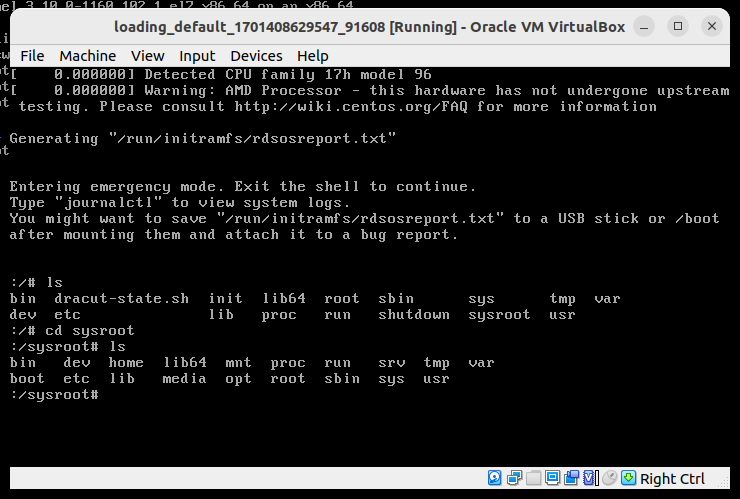 ne] 3.10.0-1160.102.1.el7.x86_64 on an x86_64
loading_default_1701408629547_91608 [Running] - Oracle VM VirtualBox
File Machine View Input Devices Help
[    0.000000] Detected CPU family 17h model 96
[    0.000000] Warning: AMD Processor - this hardware has not undergone upstream
testing. Please consult http://wiki.centos.org/FAQ for more information
Generating "/run/initramfs/rdsosreport.txt"
Entering emergency mode. Exit the shell to continue.
Type "journalctl" to view system logs.
You might want to save "/run/initramfs/rdsosreport.txt" to a USB stick or /boot
after mounting them and attach it to a bug report.
:/# ls
bin  dracut-state.sh  init  lib64  root  sbin      sys      tmp  var
dev  etc              lib   proc   run   shutdown  sysroot  usr
:/# cd sysroot
:/sysroot# ls
bin   dev  home  lib64  mnt  proc  run   srv  tmp  var
boot  etc  lib   media  opt  root  sbin  sys  usr
:/sysroot#
Right Ctrl